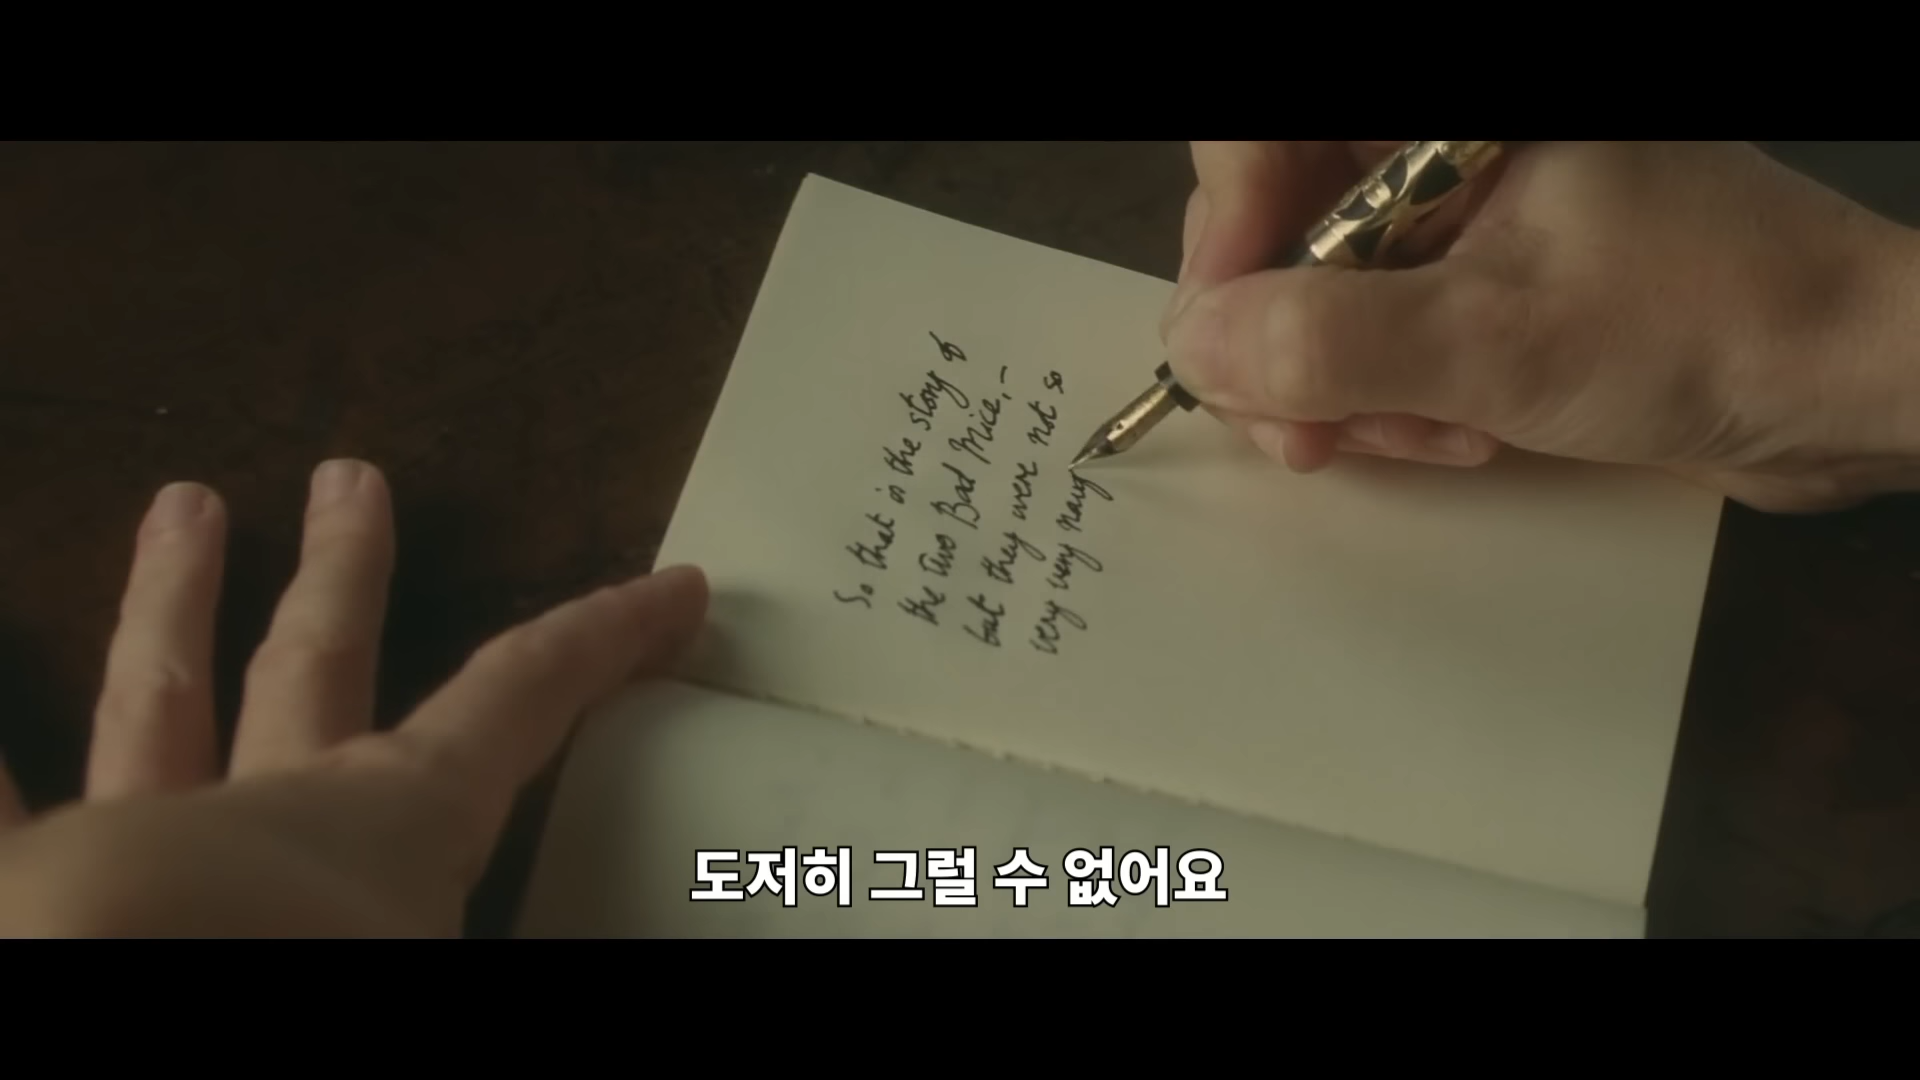 So that is the story of
the Two Bad Mice, –
but they were not so
very very naug
도저히 그럴 수 없어요